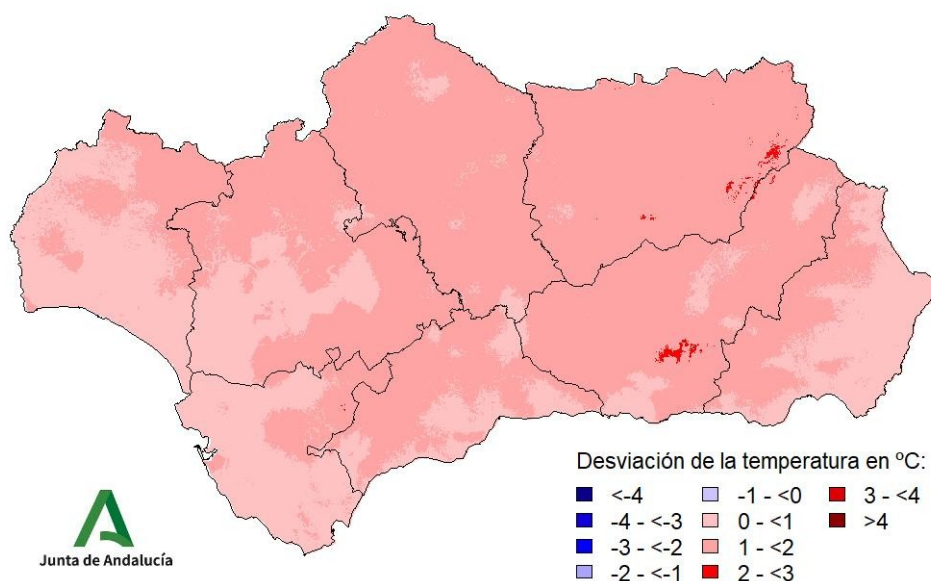 Desviación de la temperatura en ºC:
<-4 -1 - <0 3 - <4
-4 - <-3 0 - <1 >4
-3 - <-2 1 - <2
-2 - <-1 2 - <3
Junta de Andalucía